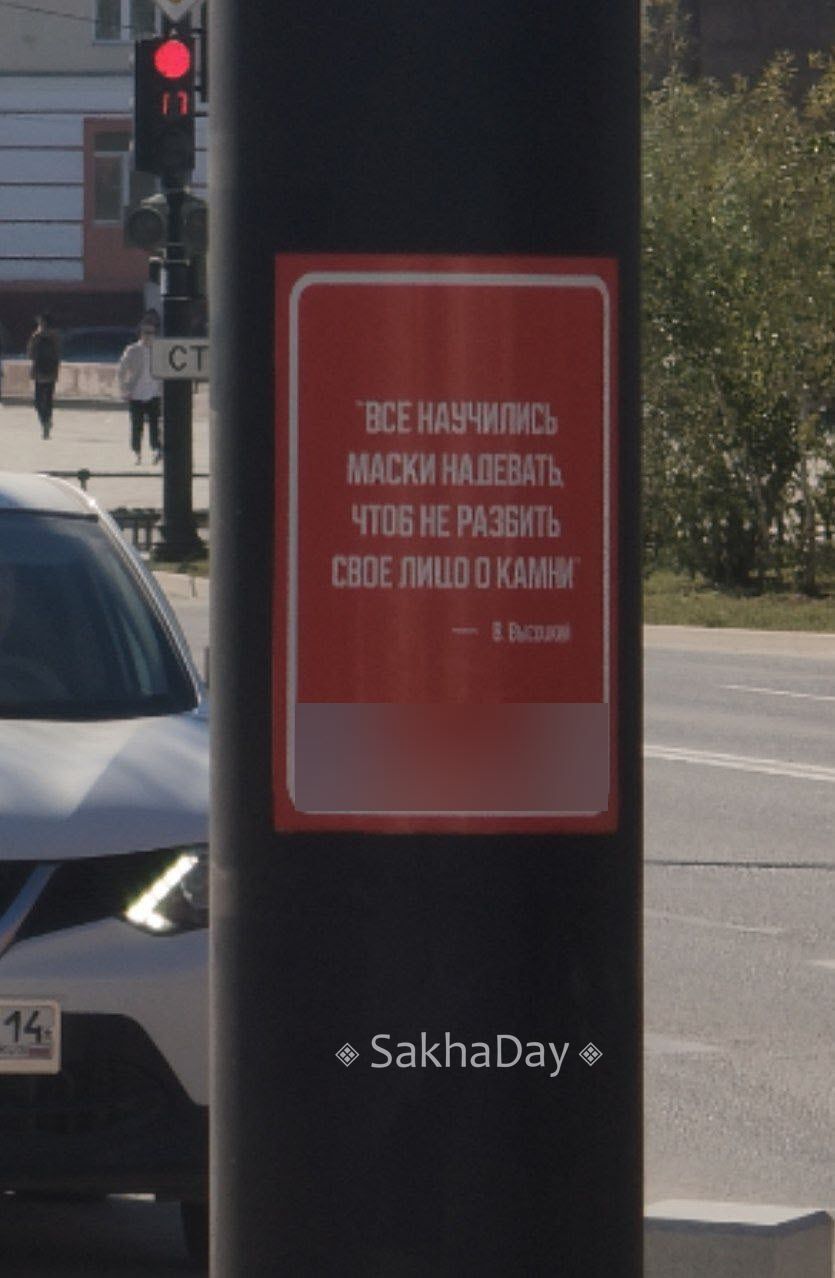 17
СТ
"ВСЕ НАУЧИЛИСЬ
МАСКИ НАДЕВАТЬ,
ЧТОБ НЕ РАЗБИТЬ
СВОЕ ЛИЦО О КАМНИ"
— В. Высоцкий
14
SakhaDay